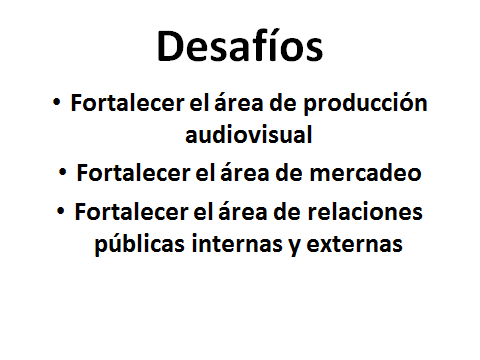 Desafíos
• Fortalecer el área de producción
audiovisual
• Fortalecer el área de mercadeo
• Fortalecer el área de relaciones
públicas internas y externas